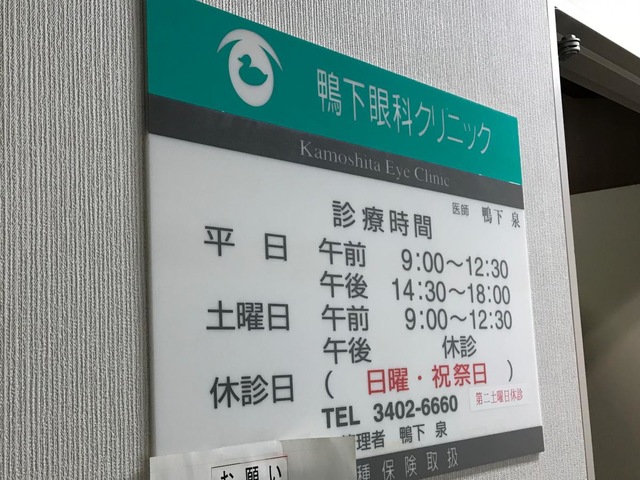 鴨下眼科クリニック
Kamoshita Eye Clinic
医師 鴨下 泉
診療時間
平日 午前 9:00〜12:30
午後 14:30〜18:00
土曜日 午前 9:00〜12:30
午後 休診
休診日 ( 日曜・祝祭日 )
第二土曜日休診
TEL 3402-6660
管理者 鴨下 泉
種保険取扱
お願い